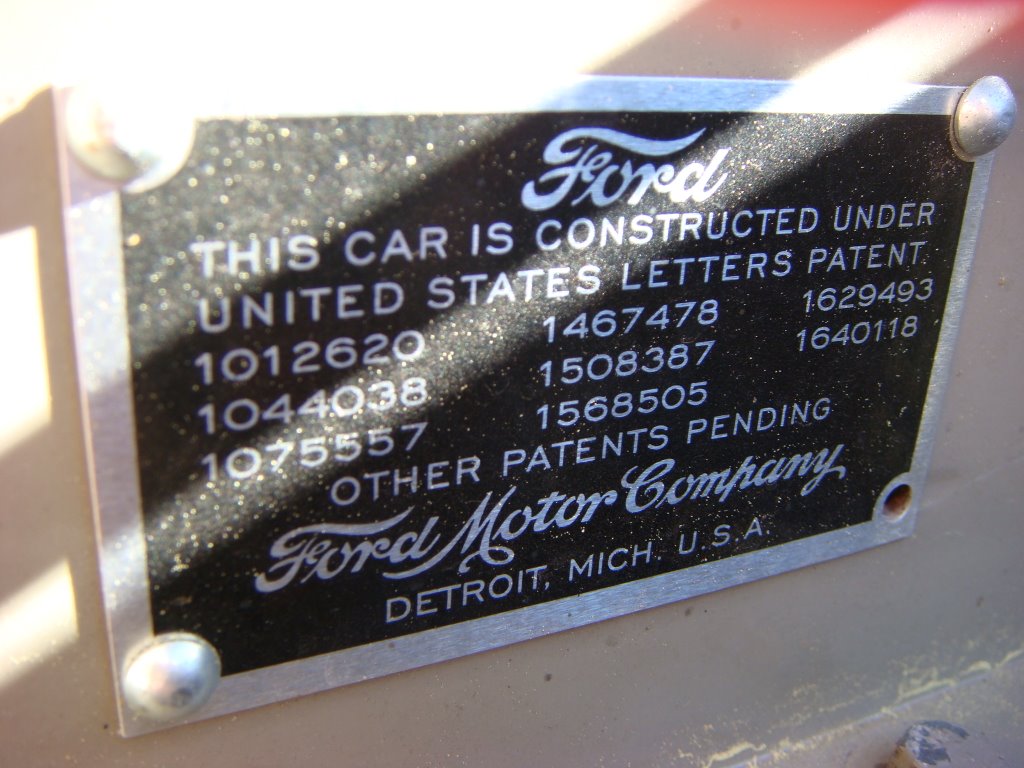 Ford
THIS CAR IS CONSTRUCTED UNDER
UNITED STATES LETTERS PATENT.
1012620 1467478 1629493
1044038 1508387 1640118
1075557 1568505
OTHER PATENTS PENDING
Ford Motor Company
DETROIT, MICH. U.S.A.